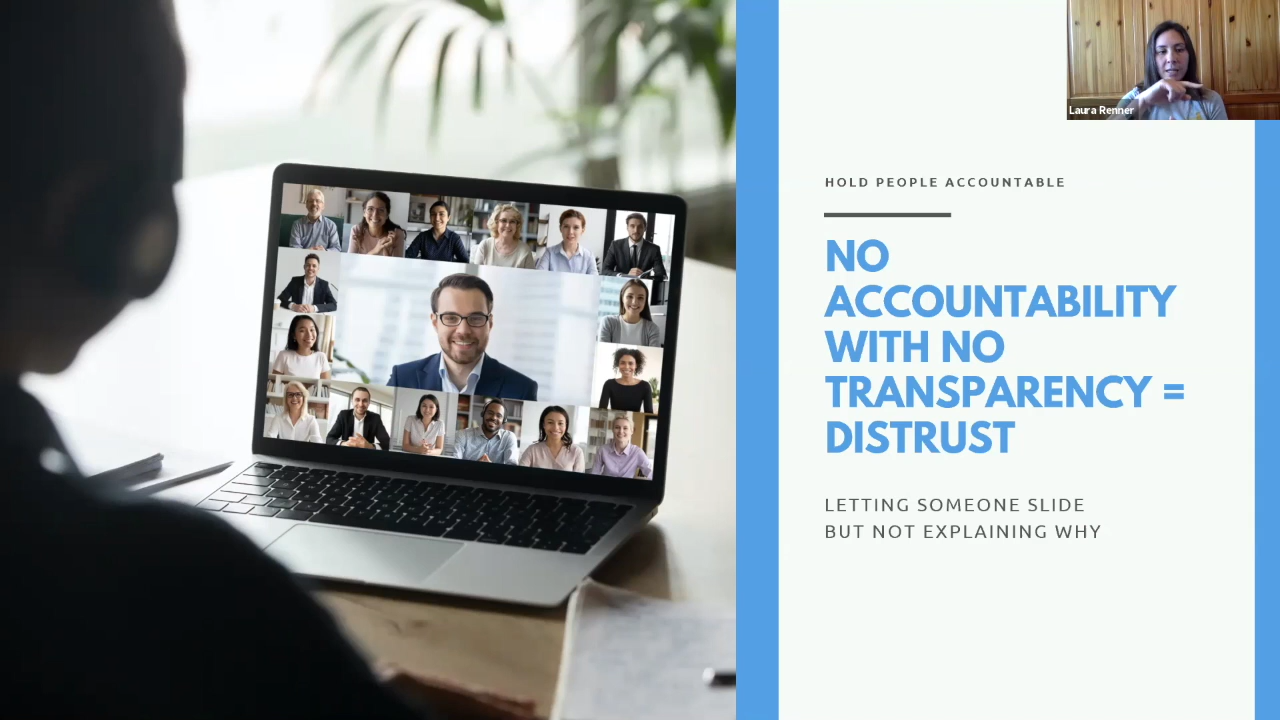 Laura Renner
HOLD PEOPLE ACCOUNTABLE
NO
ACCOUNTABILITY
WITH NO
TRANSPARENCY =
DISTRUST
LETTING SOMEONE SLIDE
BUT NOT EXPLAINING WHY